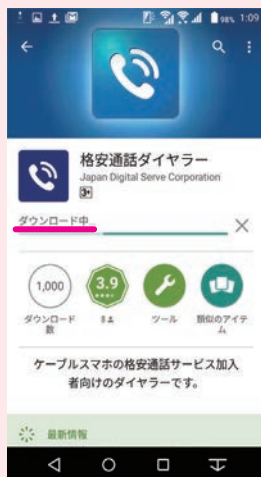 98% 1:09
格安通話ダイヤラー
Japan Digital Serve Corporation
3+
ダウンロード中...
1,000
3.9
ダウンロード
数
ツール
類似のアイテ
ム
ケーブルスマホの格安通話サービス加入
者向けのダイヤラーです。
最新情報